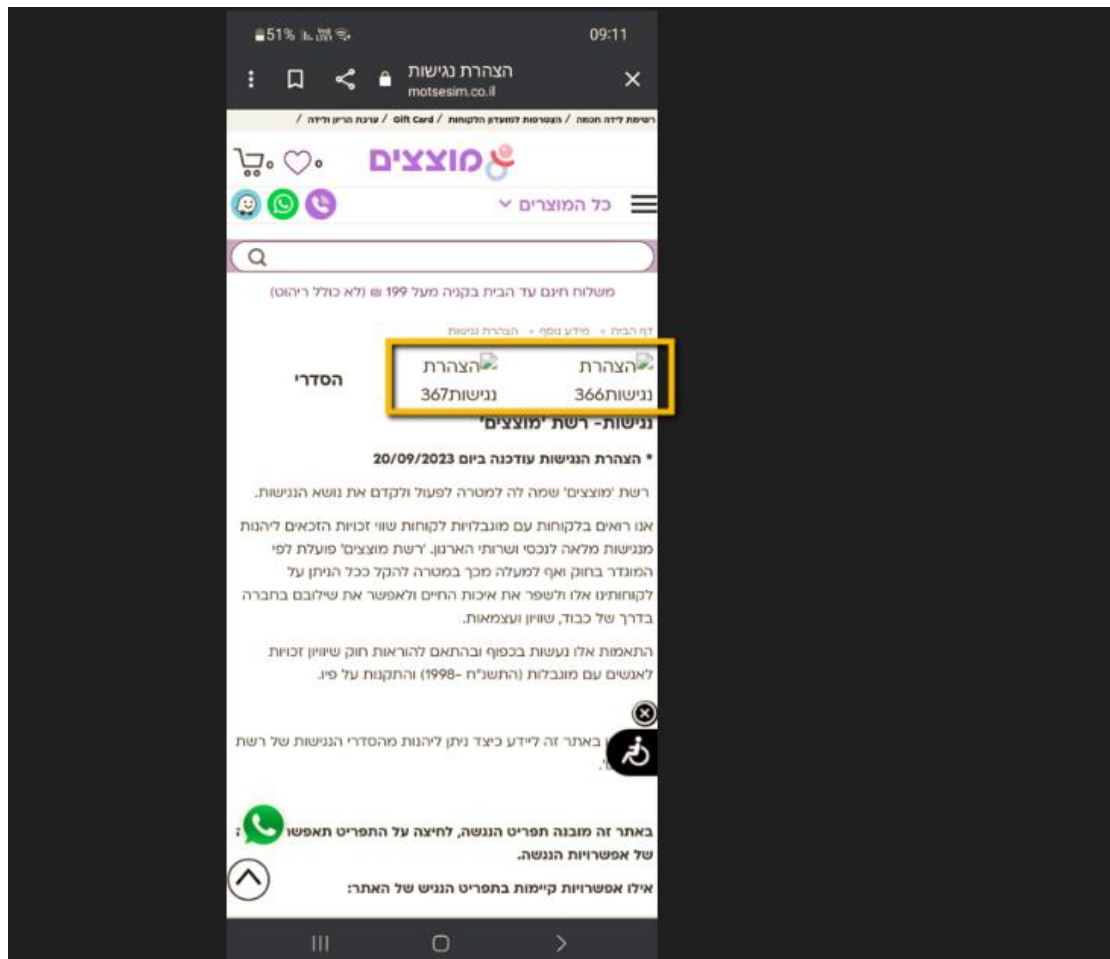 51% 09:11
הצהרת נגישות
motsesim.co.il
רשימת לידה חכמה / הצטרפות למועדון הלקוחות / Gift Card / ערכת הריון ולידה /
מוצצים
0 0
כל המוצרים
משלוח חינם עד הבית בקניה מעל 199 ₪ (לא כולל ריהוט)
דף הבית > מידע נוסף > הצהרת נגישות
הצהרת נגישות366
הצהרת נגישות367
הסדרי
נגישות- רשת 'מוצצים'
* הצהרת הנגישות עודכנה ביום 20/09/2023
רשת 'מוצצים' שמה לה למטרה לפעול ולקדם את נושא הנגישות.
אנו רואים בלקוחות עם מוגבלויות לקוחות שווי זכויות הזכאים ליהנות
מנגישות מלאה לנכסי ושרותי הארגון. 'רשת מוצצים' פועלת לפי
המוגדר בחוק ואף למעלה מכך במטרה להקל ככל הניתן על
לקוחותינו אלו ולשפר את איכות החיים ולאפשר את שילובם בחברה
בדרך של כבוד, שוויון ועצמאות.
התאמות אלו נעשות בכפוף ובהתאם להוראות חוק שיוויון זכויות
לאנשים עם מוגבלות (התשנ"ח -1998) והתקנות על פיו.
באתר זה ליידע כיצד ניתן ליהנות מהסדרי הנגישות של רשת
באתר זה מובנה תפריט הנגשה, לחיצה על התפריט
של אפשרויות הנגשה.
אילו אפשרויות קיימות בתפריט הנגיש של האתר: